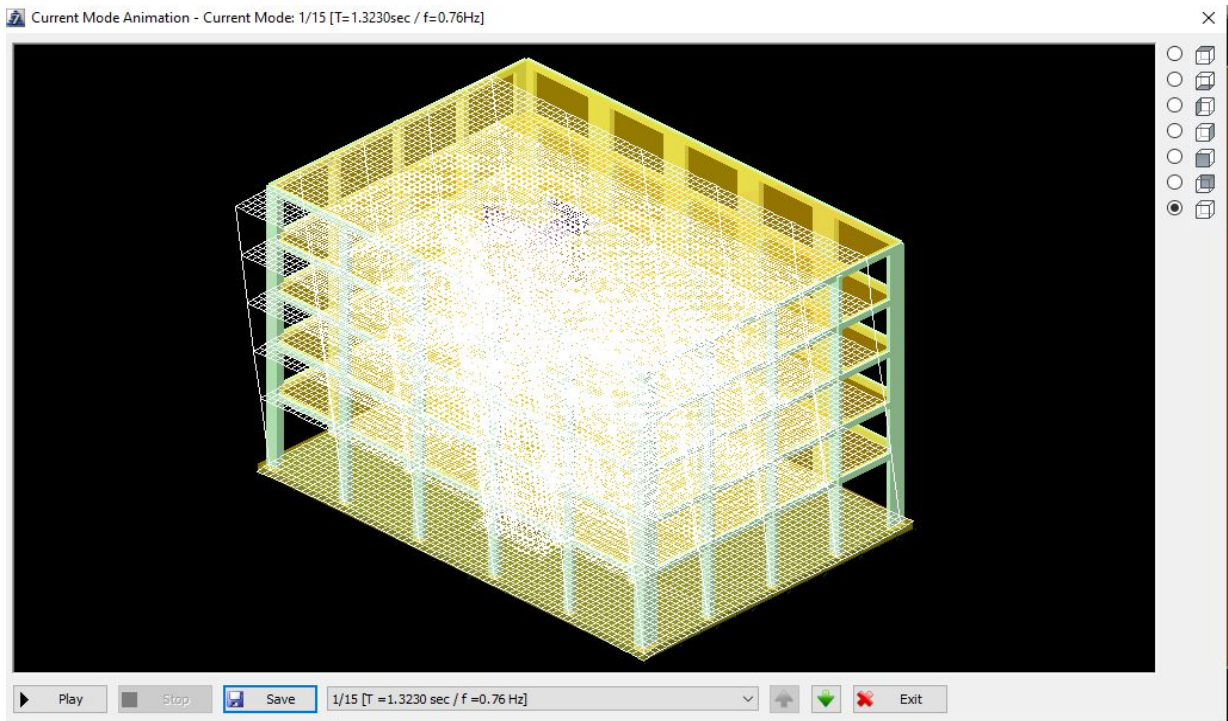 Current Mode Animation - Current Mode: 1/15 [T=1.3230sec / f=0.76Hz]
Play
Stop
Save
1/15 [T =1.3230 sec / f =0.76 Hz]
Exit